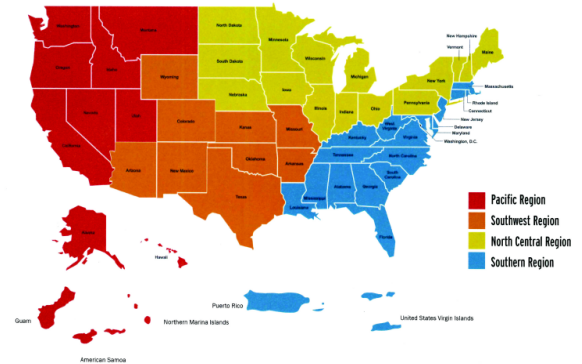 Washington
Montana
North Dakota
Minnesota
New Hampshire
Vermont
Maine
Oregon
Idaho
South Dakota
Wisconsin
Michigan
New York
Massachusetts
Wyoming
Nebraska
Iowa
Rhode Island
Connecticut
Pennsylvania
Nevada
Utah
Colorado
Kansas
Missouri
Illinois
Indiana
Ohio
West
Virginia
Virginia
New Jersey
Delaware
Maryland
Washington, D.C.
California
Kentucky
Arizona
New Mexico
Oklahoma
Arkansas
Tennessee
North Carolina
South
Carolina
Texas
Louisiana
Mississippi
Alabama
Georgia
Florida
Pacific Region
Southwest Region
North Central Region
Southern Region
Alaska
Hawaii
Guam
Northern Marina Islands
American Samoa
Puerto Rico
United States Virgin Islands